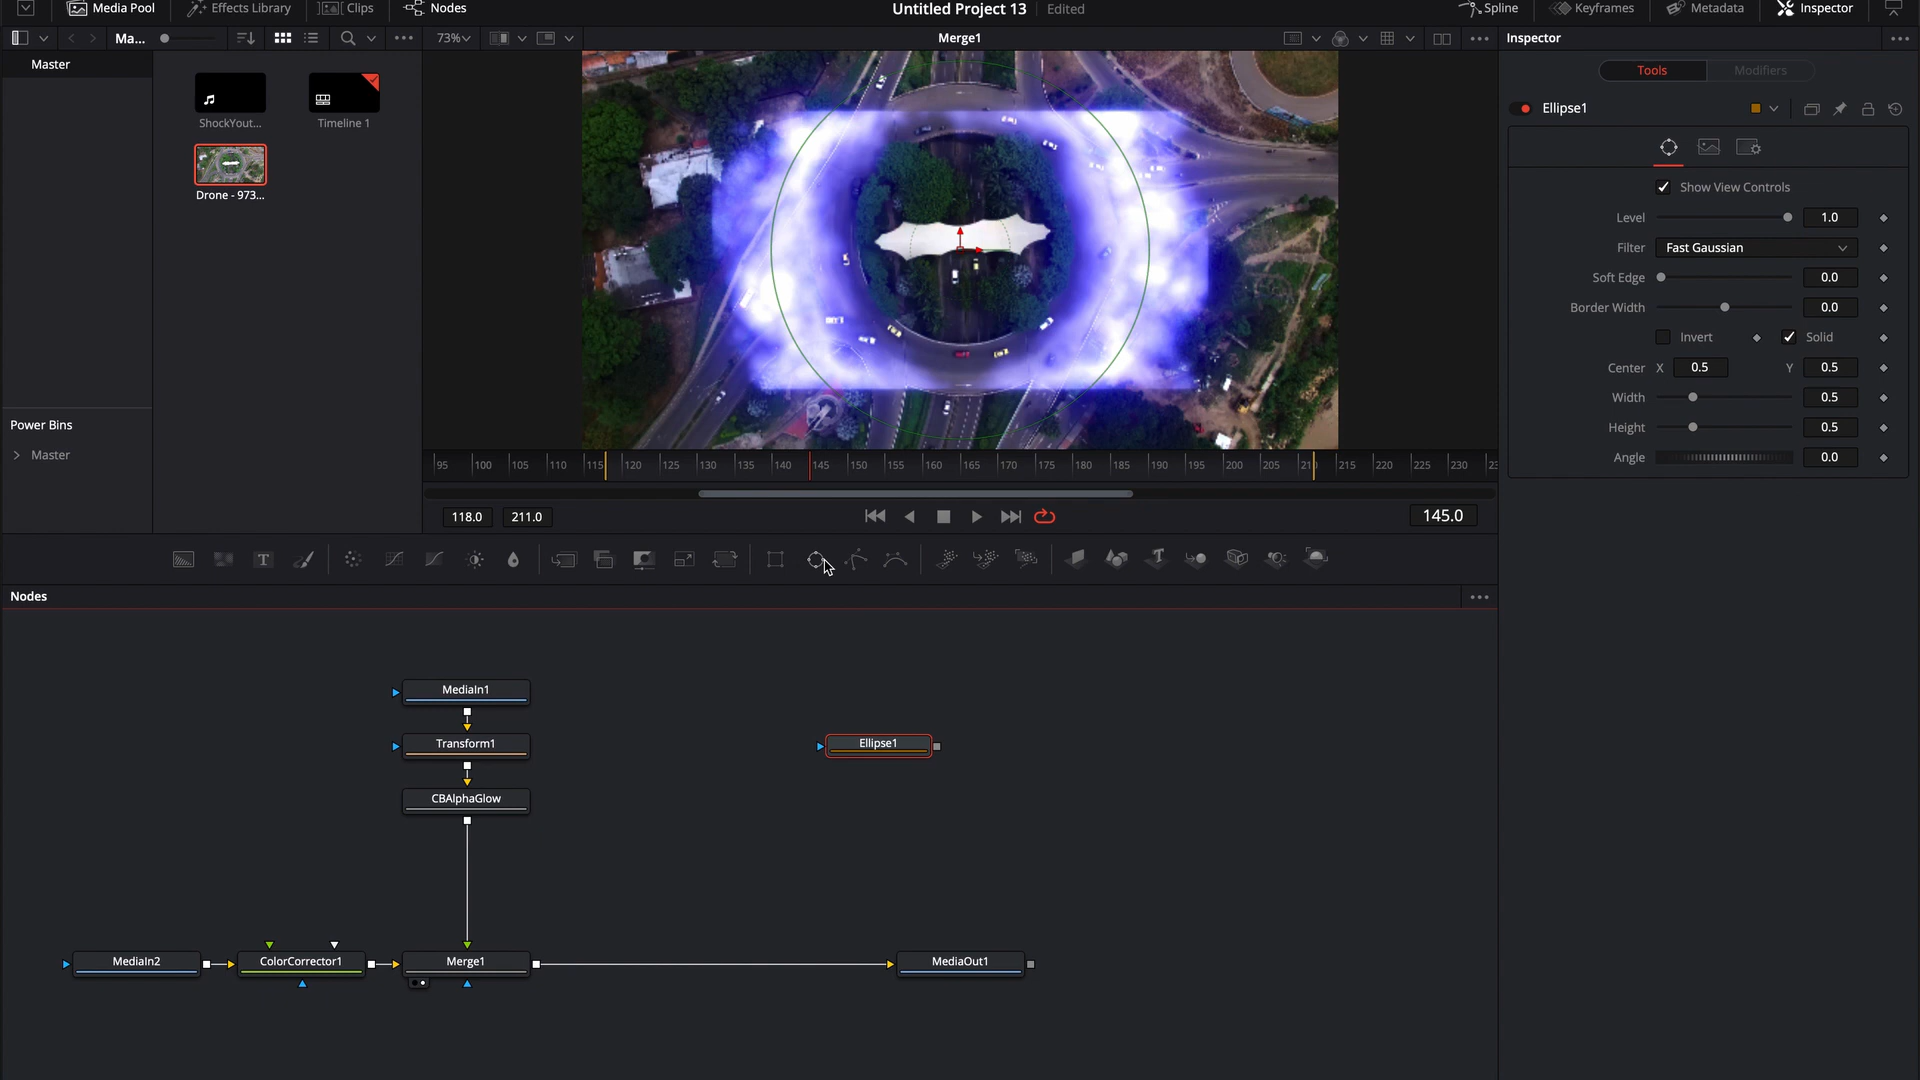 Media Pool Effects Library Clips Nodes Untitled Project 13 Edited Spline Keyframes Metadata Inspector
Ma... 73% Merge1 Inspector
Master
Tools Modifiers
Ellipse1
ShockYout... Timeline 1
Drone - 973...
Show View Controls
Level 1.0
Filter Fast Gaussian
Soft Edge 0.0
Border Width 0.0
Invert Solid
Center X 0.5 Y 0.5
Width 0.5
Height 0.5
Angle 0.0
Power Bins
Master
95 100 105 110 115 120 125 130 135 140 145 150 155 160 165 170 175 180 185 190 195 200 205 21 215 220 225 230 23
118.0 211.0 145.0
Nodes
MediaIn1
Transform1
Ellipse1
CBAlphaGlow
MediaIn2 ColorCorrector1 Merge1 MediaOut1